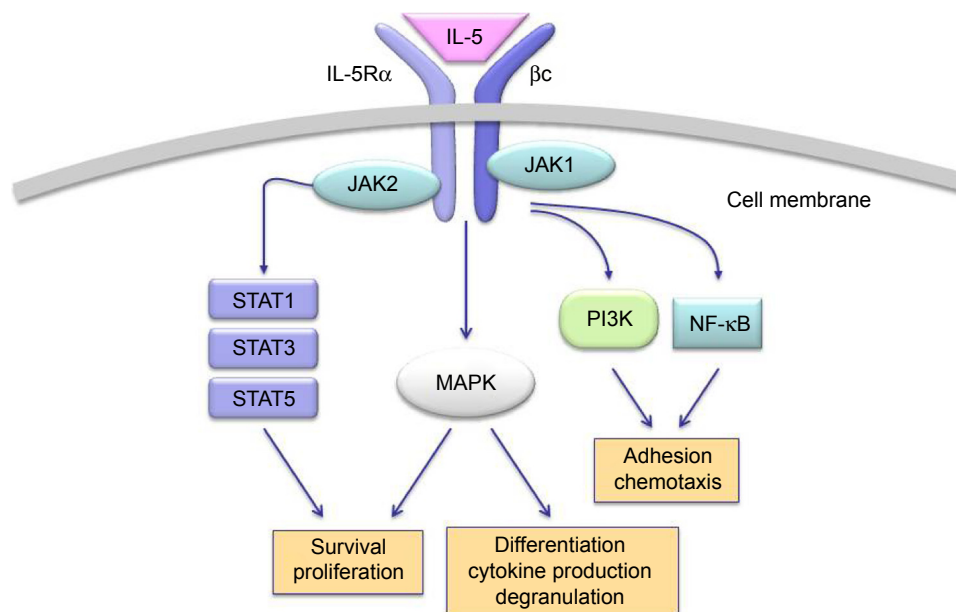 IL-5
IL-5Rα
βc
JAK2
JAK1
Cell membrane
STAT1
STAT3
STAT5
MAPK
PI3K
NF-κB
Adhesion
chemotaxis
Survival
proliferation
Differentiation
cytokine production
degranulation